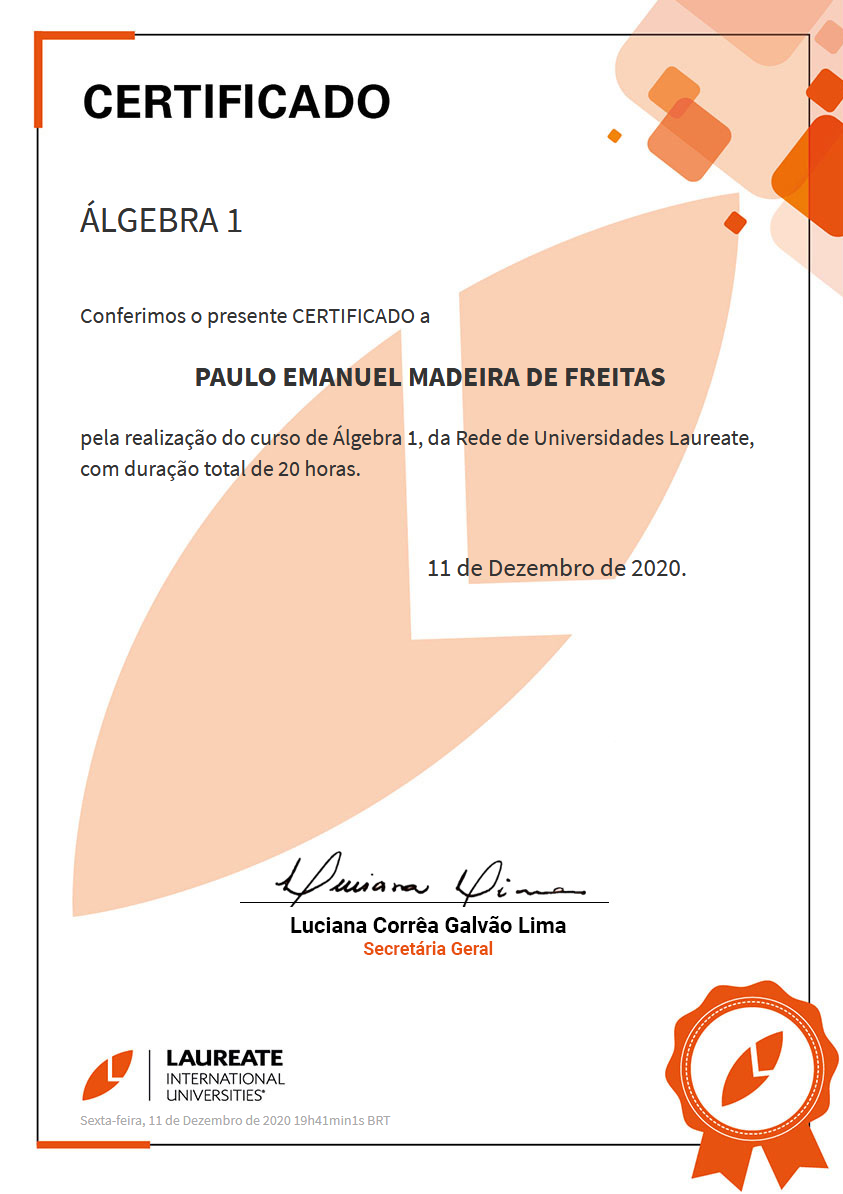 CERTIFICADO
ÁLGEBRA 1
Conferimos o presente CERTIFICADO a
PAULO EMANUEL MADEIRA DE FREITAS
pela realização do curso de Álgebra 1, da Rede de Universidades Laureate,
com duração total de 20 horas.
11 de Dezembro de 2020.
Luciana Lima
Luciana Corrêa Galvão Lima
Secretária Geral
LAUREATE
INTERNATIONAL
UNIVERSITIES®
Sexta-feira, 11 de Dezembro de 2020 19h41min1s BRT